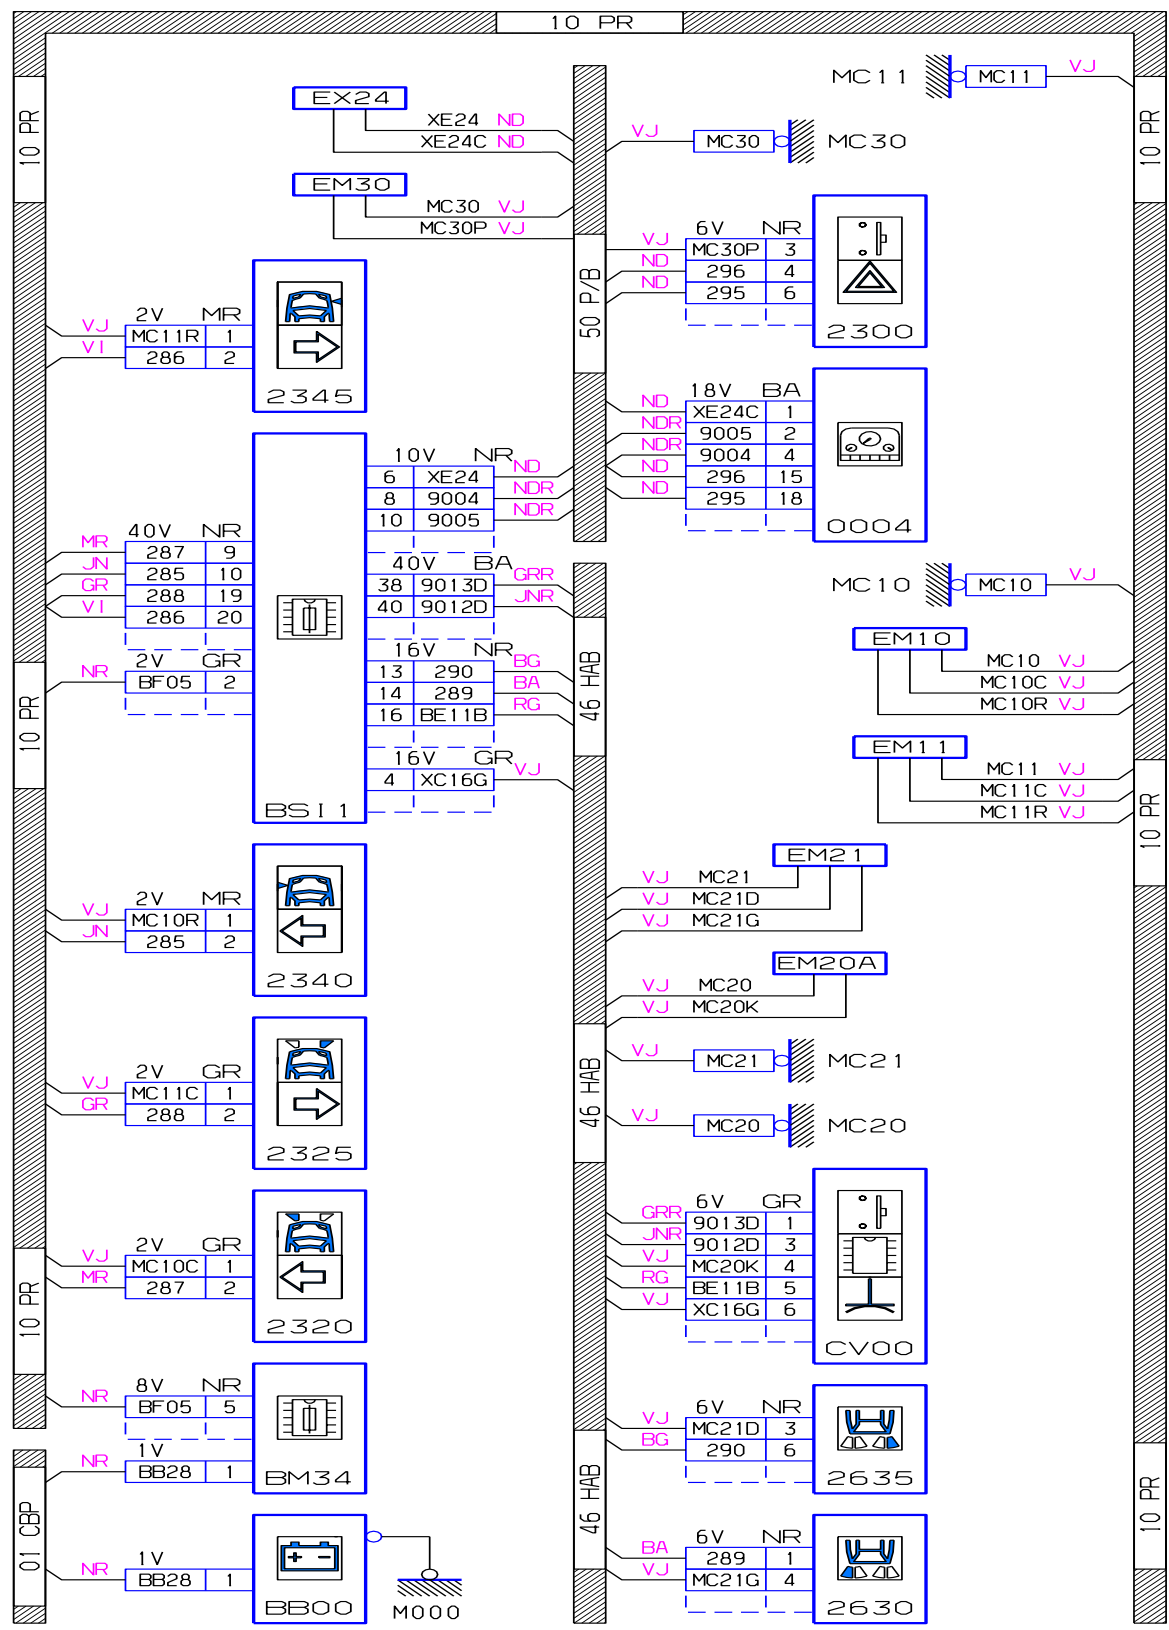 10 PR
10 PR
EX24
XE24 ND
XE24C ND
EM30
MC30 VJ
MC30P VJ
2V MR
VJ MC11R 1
VI 286 2
2345
10V NR
6 XE24 ND
8 9004 NDR
10 9005 NDR
40V NR
MR 287 9
JN 285 10
GR 288 19
VI 286 20
40V BA
38 9013D GRR
40 9012D JNR
2V GR
NR BF05 2
16V NR
13 290 BG
14 289 BA
16 BE11B RG
16V GR
4 XC16G VJ
BSI1
10 PR
2V MR
VJ MC10R 1
JN 285 2
2340
2V GR
VJ MC11C 1
GR 288 2
2325
2V GR
VJ MC10C 1
MR 287 2
2320
10 PR
8V NR
NR BF05 5
1V
NR BB28 1
BM34
01 CBP
1V
NR BB28 1
BB00
M000
MC11 MC11 VJ
10 PR
VJ MC30 MC30
50 P/B
6V NR
VJ MC30P 3
ND 296 4
ND 295 6
2300
18V BA
ND XE24C 1
NDR 9005 2
NDR 9004 4
ND 296 15
ND 295 18
0004
MC10 MC10 VJ
46 HAB
EM10
MC10 VJ
MC10C VJ
MC10R VJ
EM11
MC11 VJ
MC11C VJ
MC11R VJ
10 PR
EM21
VJ MC21
VJ MC21D
VJ MC21G
EM20A
VJ MC20
VJ MC20K
46 HAB
VJ MC21 MC21
VJ MC20 MC20
6V GR
GRR 9013D 1
JNR 9012D 3
VJ MC20K 4
RG BE11B 5
VJ XC16G 6
CV00
6V NR
VJ MC21D 3
BG 290 6
2635
46 HAB
10 PR
6V NR
BA 289 1
VJ MC21G 4
2630